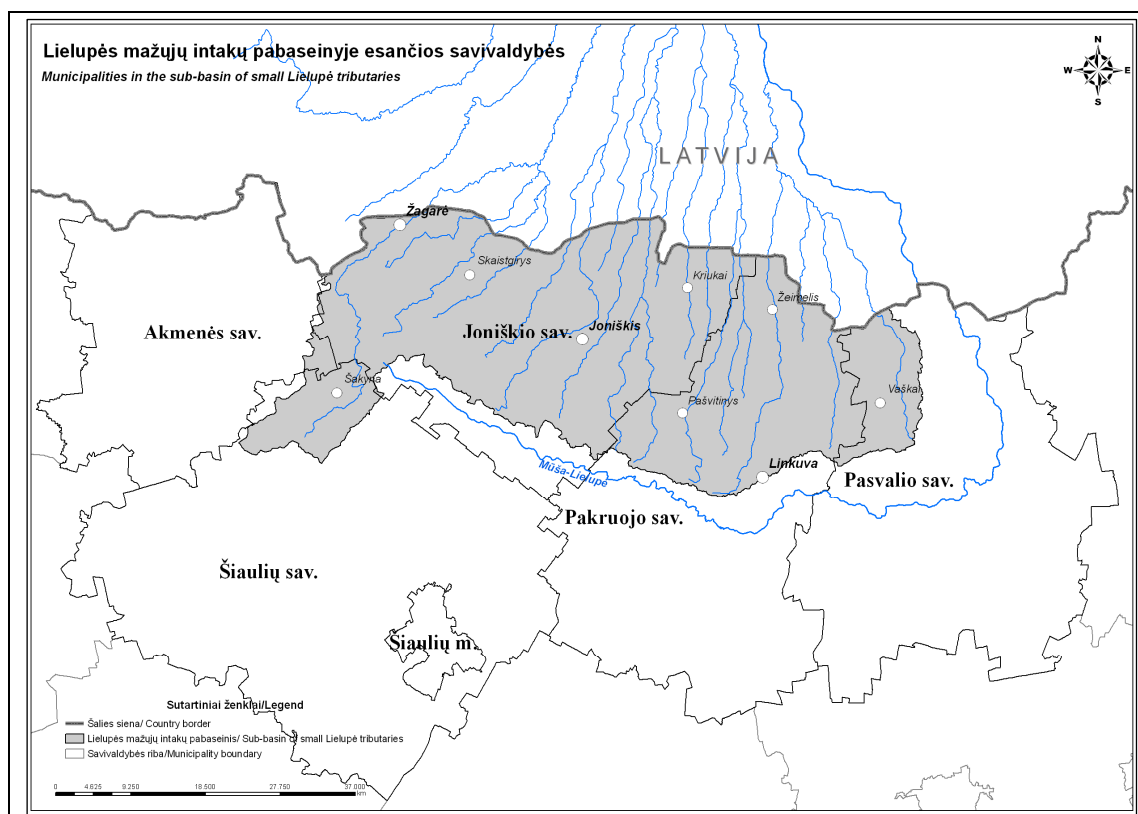 Lielupės mažųjų intakų pabaseinyje esančios savivaldybės
Municipalities in the sub-basin of small Lielupė tributaries
N
W E
S
LATVIJA
Žagarė
Skaistgirys
Kriukai
Žeimelis
Akmenės sav.
Joniškio sav.
Joniškis
Šakyna
Vaškai
Pašvitinys
Linkuva
Mūša-Lielupė
Pasvalio sav.
Pakruojo sav.
Šiaulių sav.
Šiaulių m.
Sutartiniai ženklai/Legend
Šalies siena/ Country border
Lielupės mažųjų intakų pabaseinis/ Sub-basin of small Lielupė tributaries
Savivaldybės riba/Municipality boundary
0 4.625 9.250 18.500 27.750 37.000
km